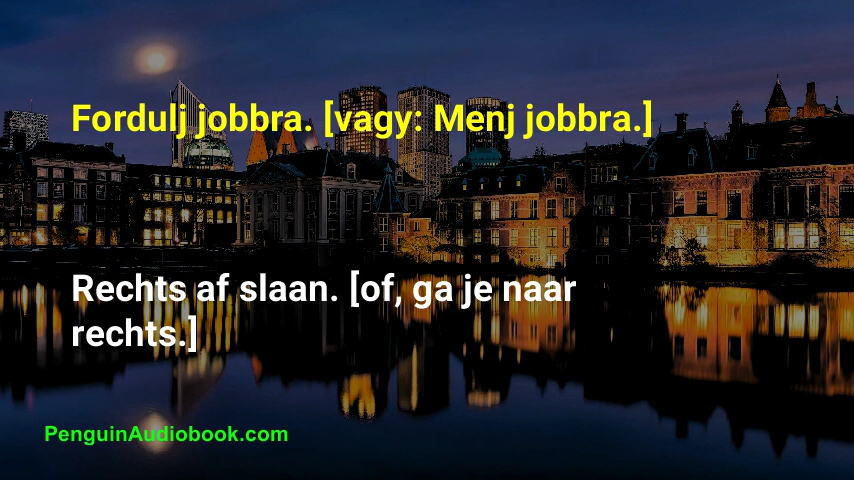 Fordulj jobbra. [vagy: Menj jobbra.]
Rechts af slaan. [of, ga je naar
rechts.]
PenguinAudiobook.com